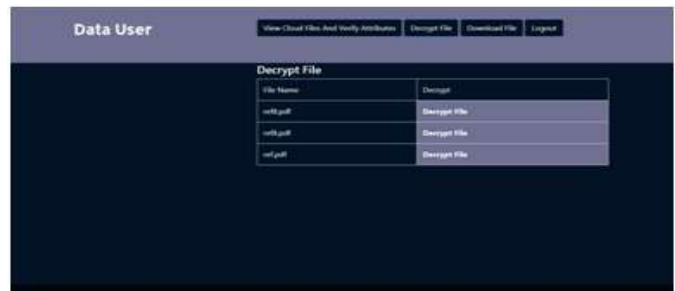 Data User
View Cloud Files And Verify Attributes Decrypt File Download File Logout
Decrypt File
File Name Decrypt
Decrypt File
Decrypt File
Decrypt File